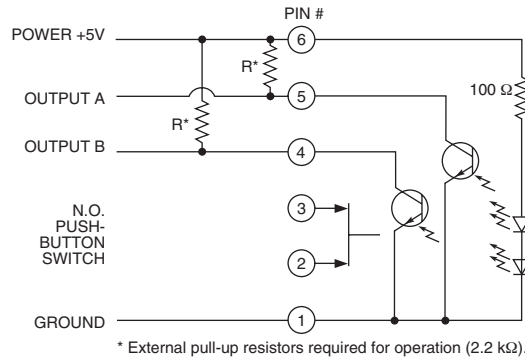 PIN #
POWER +5V
6
R*
OUTPUT A
5
100 Ω
R*
OUTPUT B
4
N.O.
PUSH-
BUTTON
SWITCH
3
2
GROUND
1
* External pull-up resistors required for operation (2.2 kΩ).